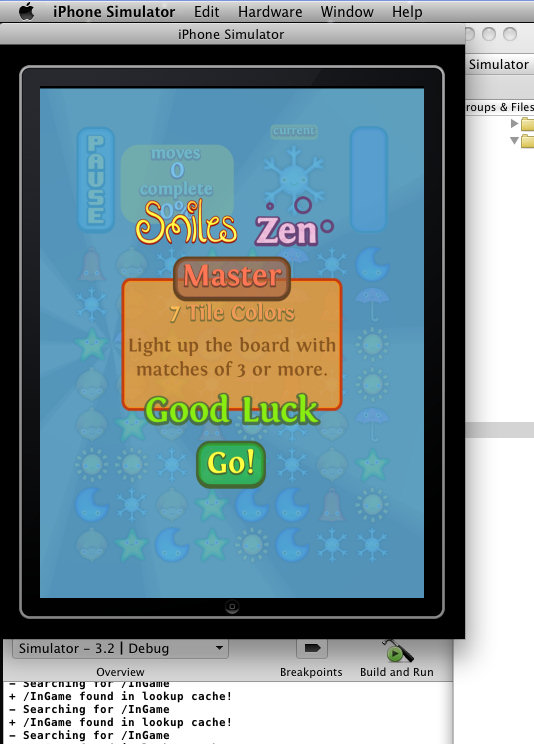 iPhone Simulator Edit Hardware Window Help
iPhone Simulator
Simulator
roups & Files
PAUSE
current
moves
0
complete
Smiles Zen
Master
7 Tile Colors
Light up the board with
matches of 3 or more.
Good Luck
Go!
Simulator - 3.2 | Debug
Overview Breakpoints Build and Run
- Searching for /InGame
+ /InGame found in lookup cache!
- Searching for /InGame
+ /InGame found in lookup cache!
- Searching for /InGame